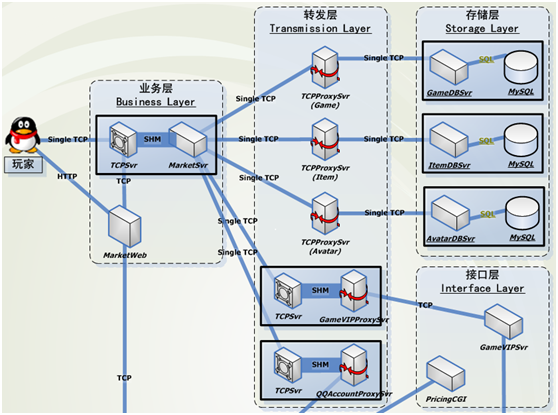 转发层
Transmission Layer
存储层
Storage Layer
Single TCP
Single TCP
SQL
TCPProxySvr
(Game)
GameDBSvr
MySQL
业务层
Business Layer
Single TCP
玩家
Single TCP
SHM
TCPSvr
MarketSvr
Single TCP
TCPProxySvr
(Item)
Single TCP
SQL
ItemDBSvr
MySQL
HTTP
TCP
Single TCP
TCPProxySvr
(Avatar)
Single TCP
SQL
AvatarDBSvr
MySQL
MarketWeb
Single TCP
Single TCP
接口层
Interface Layer
SHM
TCPSvr
GameVIPProxySvr
TCP
GameVIPSvr
SHM
TCPSvr
QQAccountProxySvr
PricingCGI
TCP